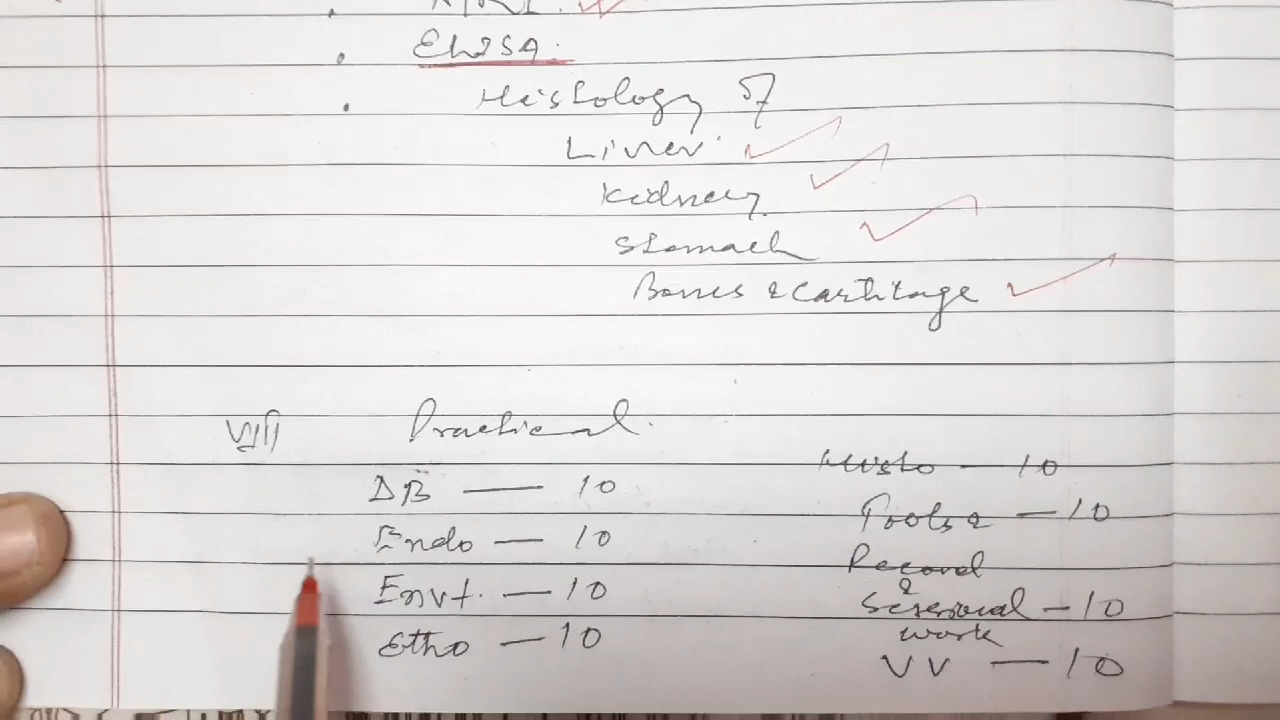 ELISA.
Histology of
Liver
Kidney
Stomach
Bones & Cartilage
VIII Practical
DB — 10
Endo — 10
Envt. — 10
Etho — 10
Histo — 10
Tools & — 10
Record
&
Sessional — 10
work
VV — 10